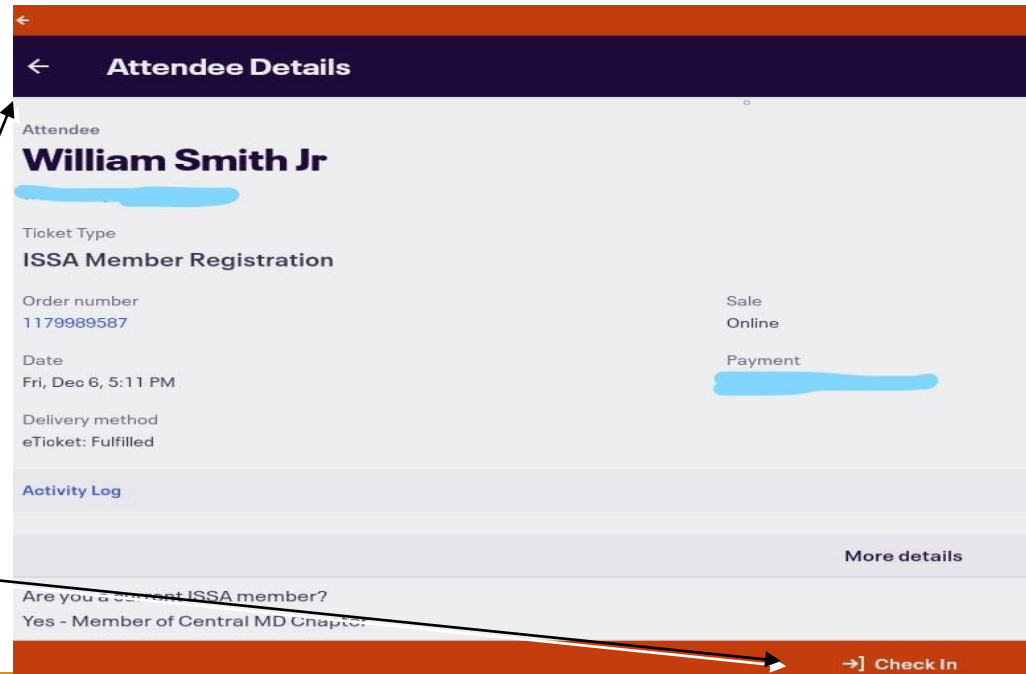 ←
← Attendee Details
Attendee
William Smith Jr
Ticket Type
ISSA Member Registration
Order number
1179989587
Sale
Online
Date
Fri, Dec 6, 5:11 PM
Payment
Delivery method
eTicket: Fulfilled
Activity Log
More details
Are you a current ISSA member?
Yes - Member of Central MD Chapter
→] Check In